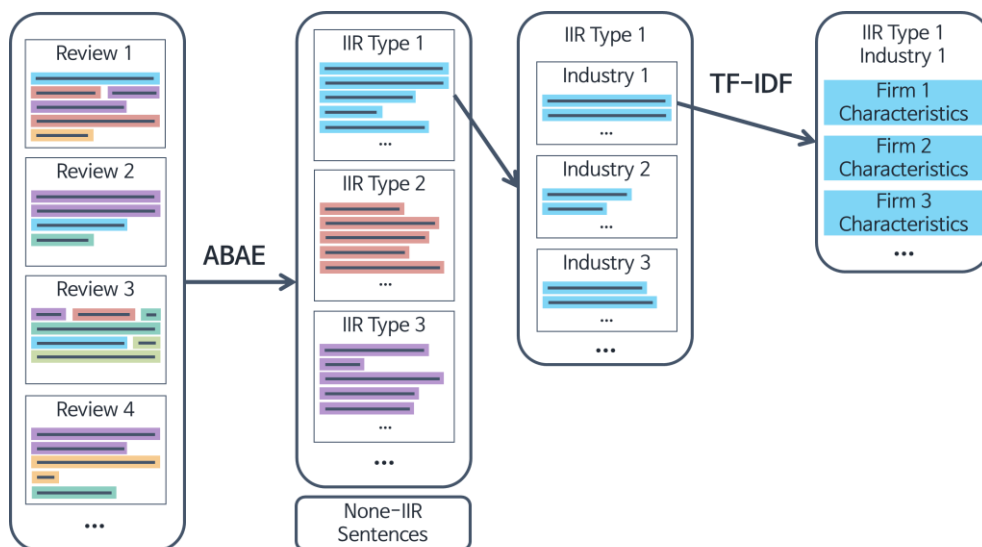 Review 1
Review 2
Review 3
Review 4
...
ABAE
IIR Type 1
...
IIR Type 2
...
IIR Type 3
...
...
None-IIR
Sentences
IIR Type 1
Industry 1
...
Industry 2
...
Industry 3
...
...
TF-IDF
IIR Type 1
Industry 1
Firm 1
Characteristics
Firm 2
Characteristics
Firm 3
Characteristics
...